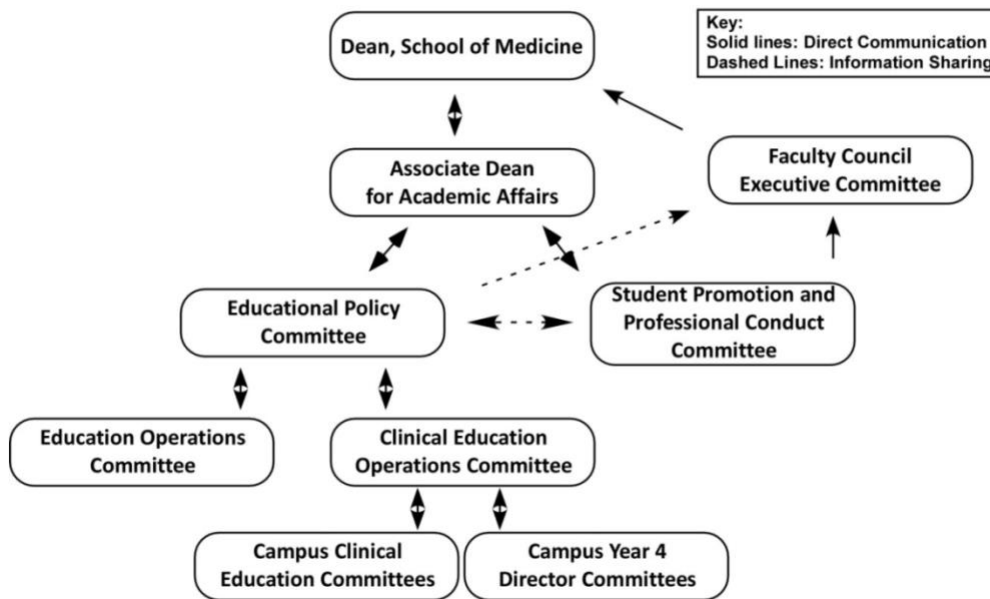 Key:
Solid lines: Direct Communication
Dashed Lines: Information Sharing
Dean, School of Medicine
Associate Dean
for Academic Affairs
Faculty Council
Executive Committee
Educational Policy
Committee
Student Promotion and
Professional Conduct
Committee
Education Operations
Committee
Clinical Education
Operations Committee
Campus Clinical
Education Committees
Campus Year 4
Director Committees